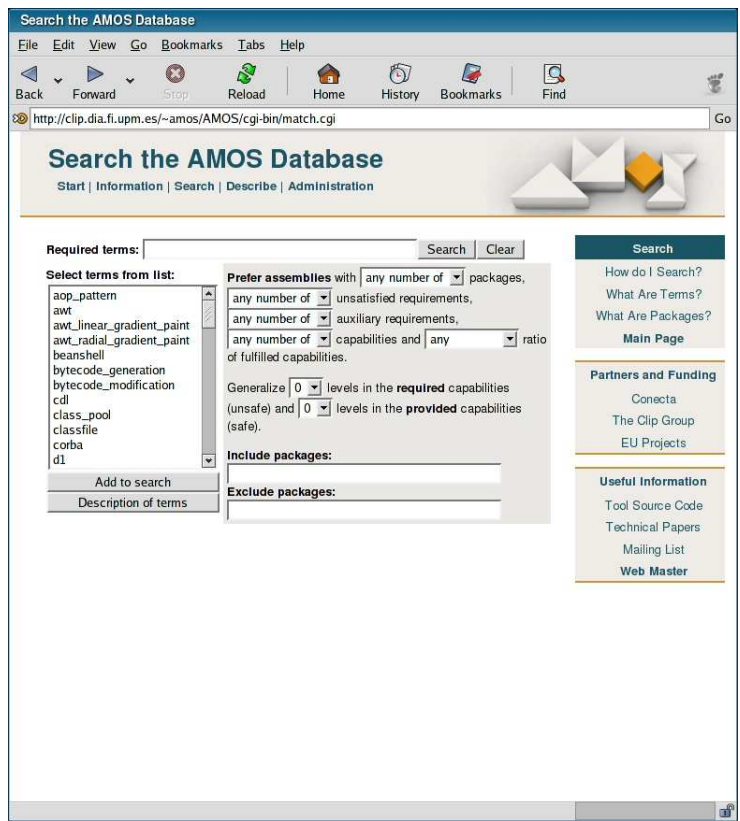 Search the AMOS Database
File Edit View Go Bookmarks Tabs Help
Back Forward Stop Reload Home History Bookmarks Find
http://clip.dia.fi.upm.es/~amos/AMOS/cgi-bin/match.cgi Go
Search the AMOS Database
Start | Information | Search | Describe | Administration
Required terms: Search Clear
Select terms from list:
aop_pattern
awt
awt_linear_gradient_paint
awt_radial_gradient_paint
beanshell
bytecode_generation
bytecode_modification
cdl
class_pool
classfile
corba
d1
Add to search
Description of terms
Prefer assemblies with any number of packages,
any number of unsatisfied requirements,
any number of auxiliary requirements,
any number of capabilities and any ratio
of fulfilled capabilities.
Generalize 0 levels in the required capabilities
(unsafe) and 0 levels in the provided capabilities
(safe).
Include packages:
Exclude packages:
Search
How do I Search?
What Are Terms?
What Are Packages?
Main Page
Partners and Funding
Conecta
The Clip Group
EU Projects
Useful Information
Tool Source Code
Technical Papers
Mailing List
Web Master